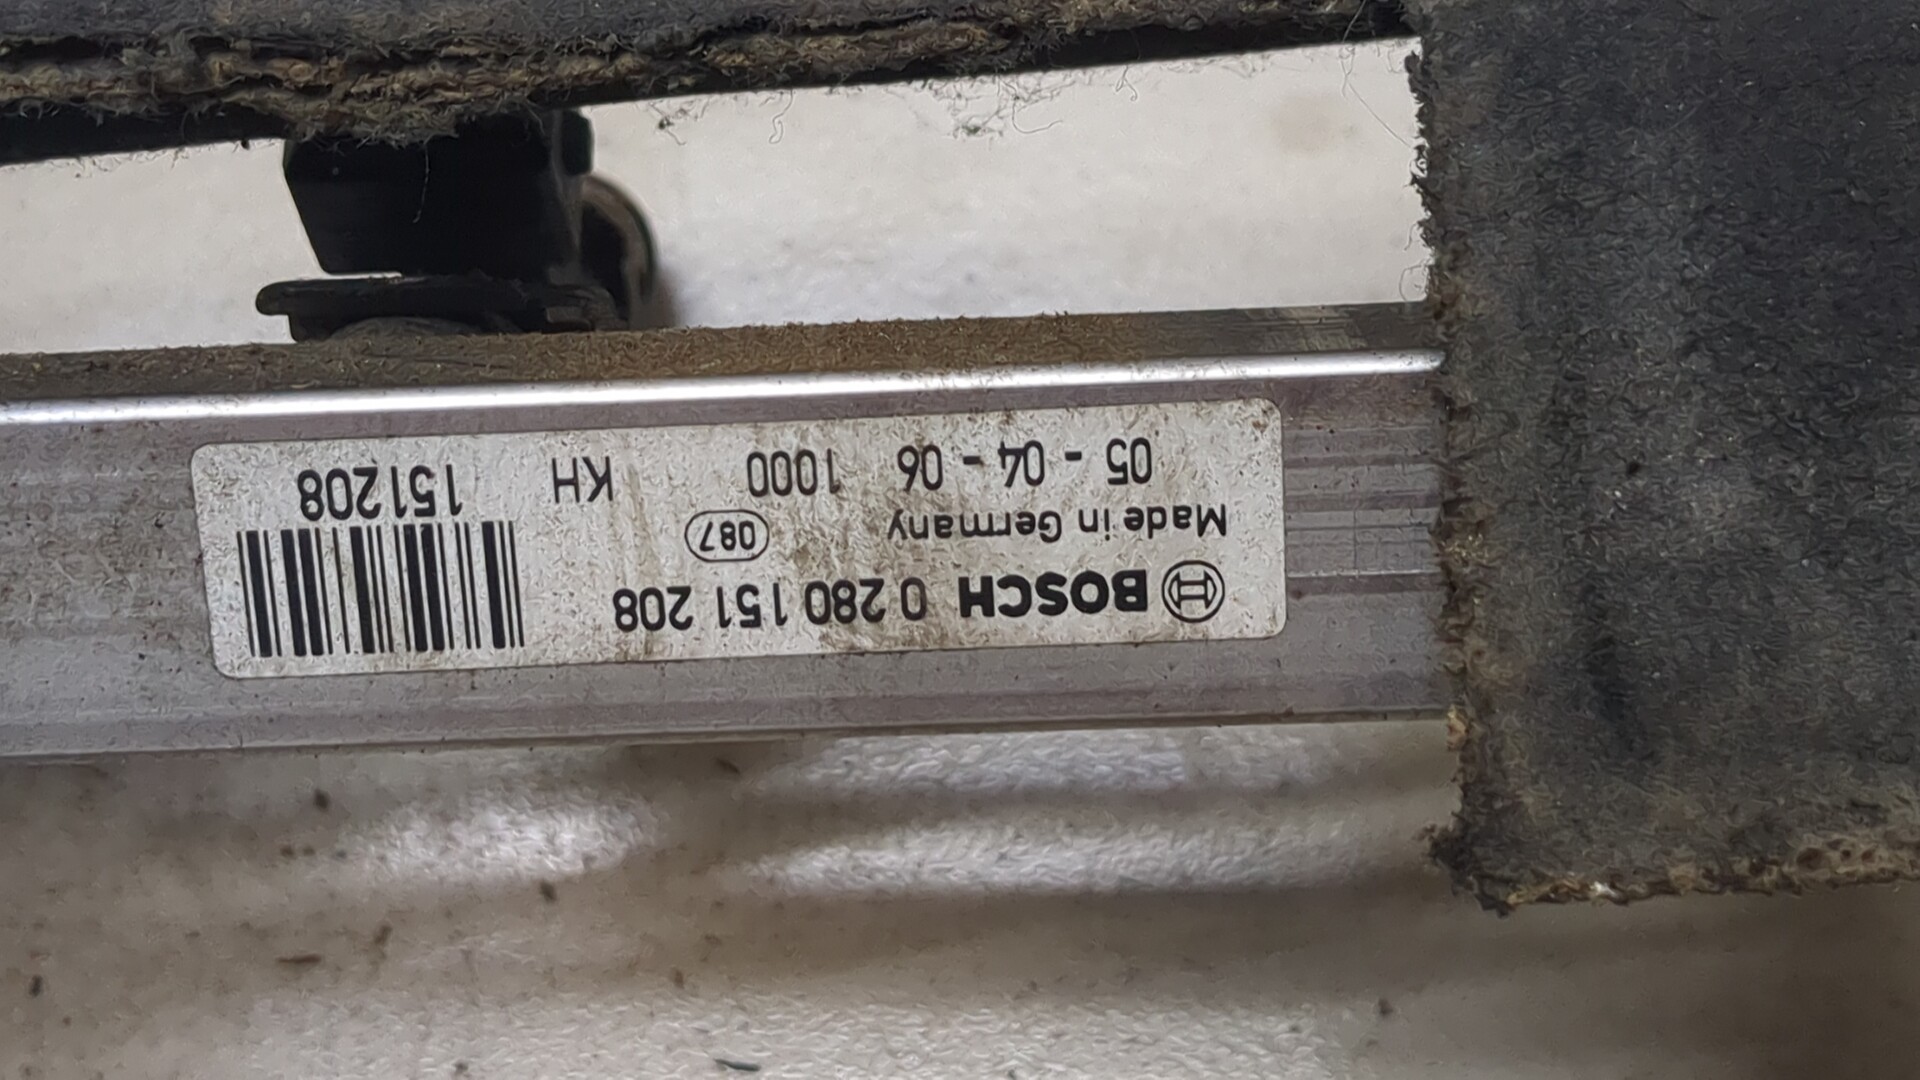 BOSCH 0 280 151 208
Made in Germany 087
05 - 04 - 06 1000 KH 151208